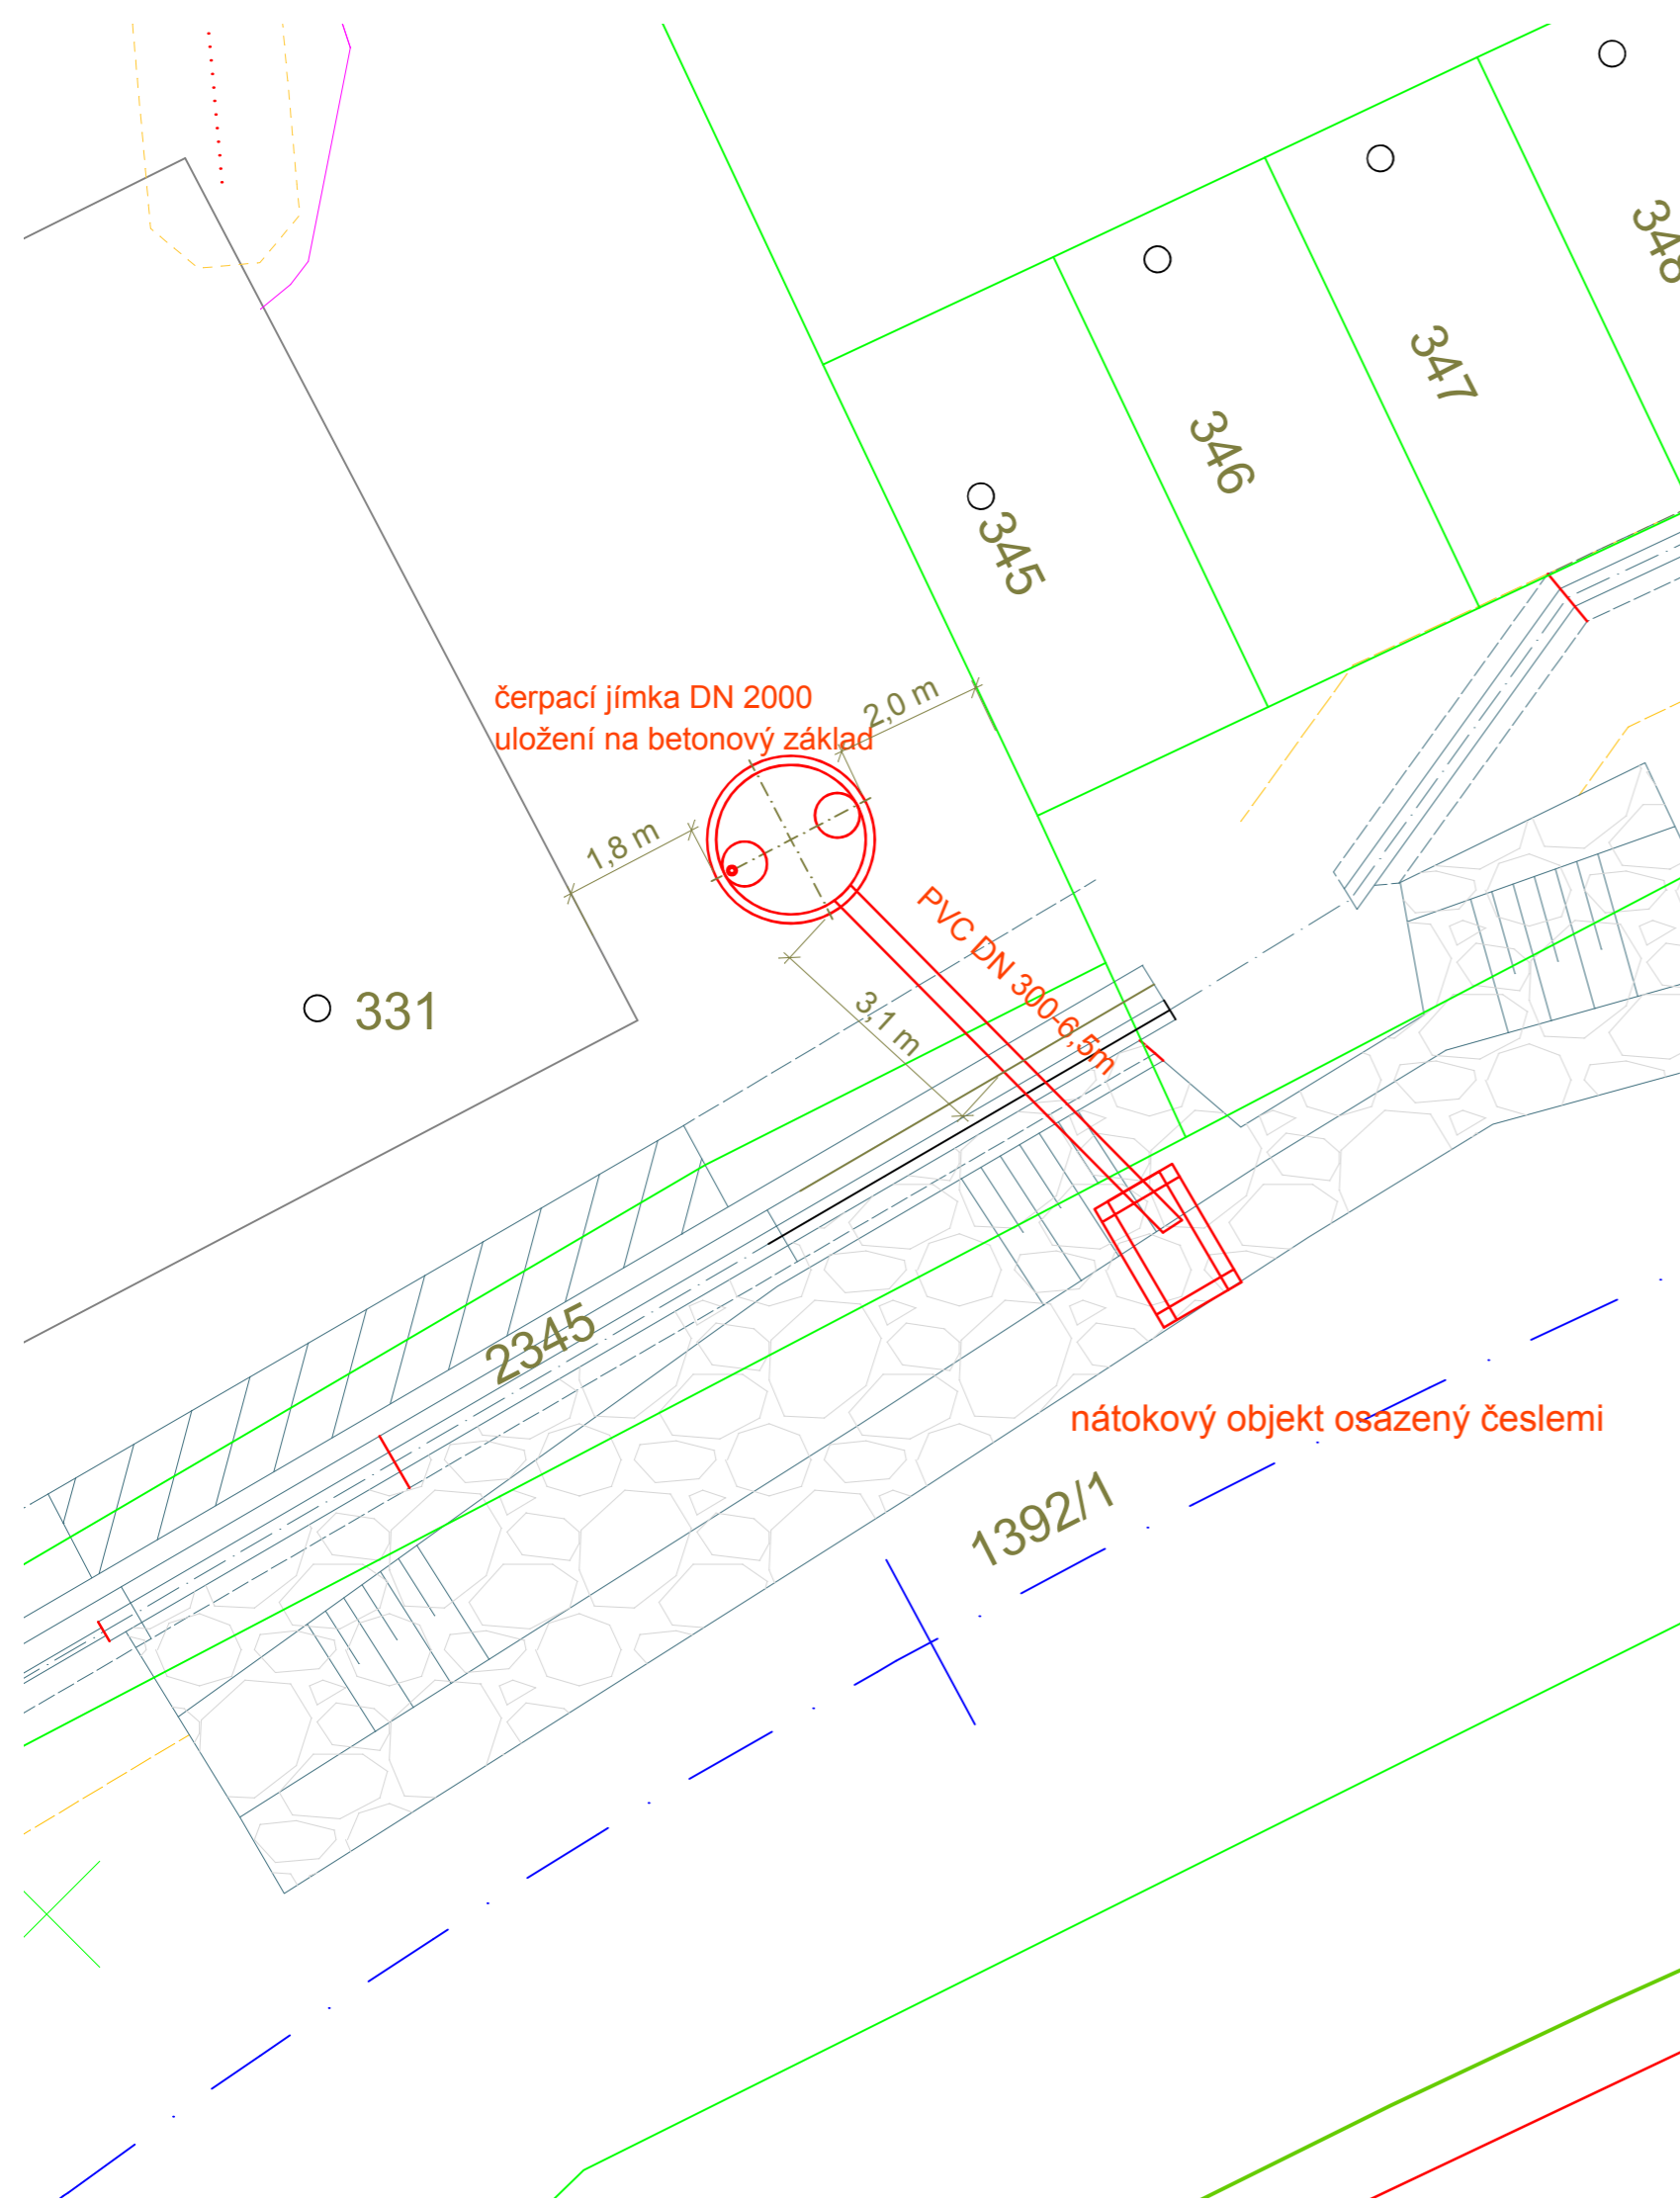 348
347
346
345
čerpací jímka DN 2000
uložení na betonový základ
2,0 m
1,8 m
PVC DN 300-6,5m
3,1 m
331
2345
nátokový objekt osazený česlemi
1392/1